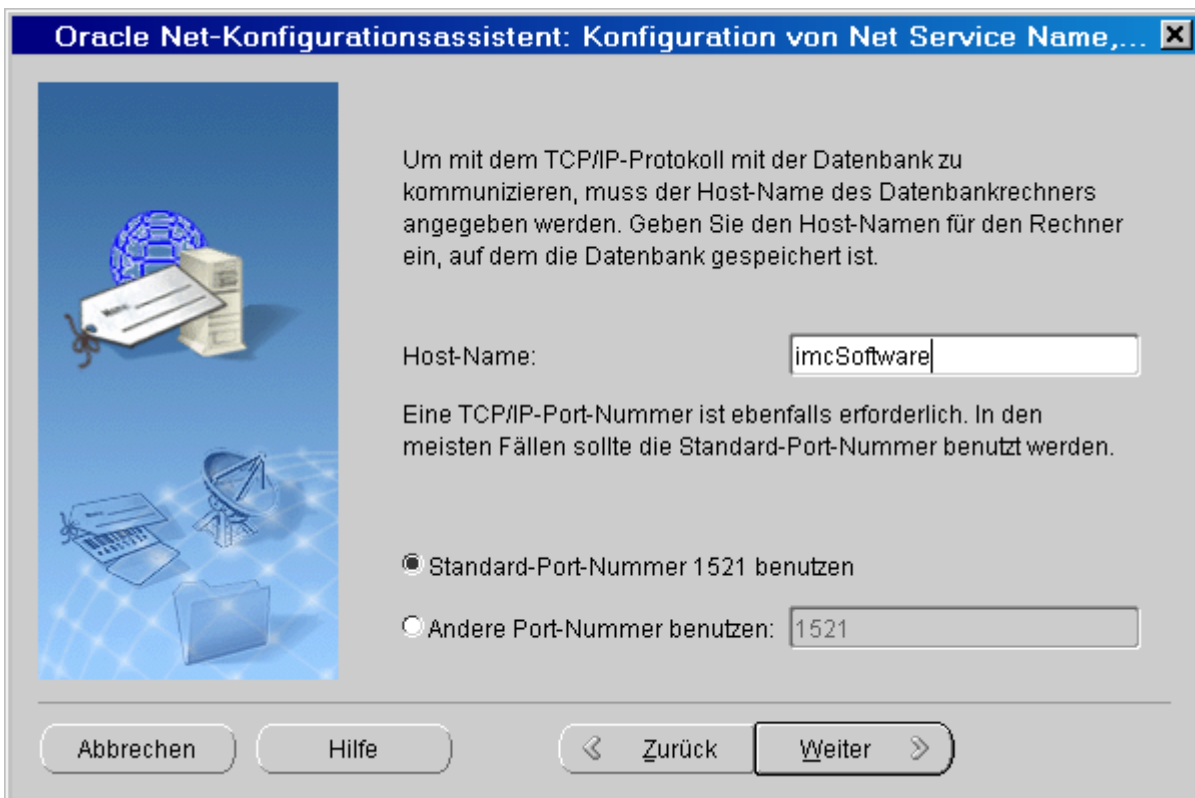 Oracle Net-Konfigurationsassistent: Konfiguration von Net Service Name,...
Um mit dem TCP/IP-Protokoll mit der Datenbank zu
kommunizieren, muss der Host-Name des Datenbankrechners
angegeben werden. Geben Sie den Host-Namen für den Rechner
ein, auf dem die Datenbank gespeichert ist.
Host-Name: imcSoftware
Eine TCP/IP-Port-Nummer ist ebenfalls erforderlich. In den
meisten Fällen sollte die Standard-Port-Nummer benutzt werden.
Standard-Port-Nummer 1521 benutzen
Andere Port-Nummer benutzen: 1521
Abbrechen Hilfe Zurück Weiter